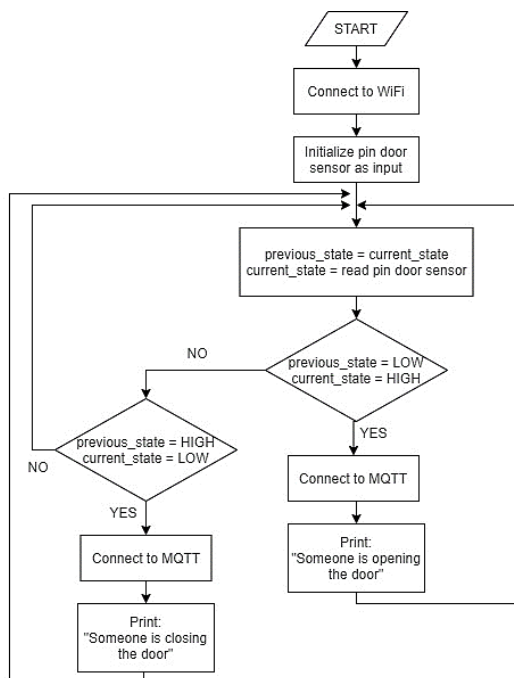 START
Connect to WiFi
Initialize pin door
sensor as input
previous_state = current_state
current_state = read pin door sensor
previous_state = LOW
current_state = HIGH
NO
YES
previous_state = HIGH
current_state = LOW
NO
YES
Connect to MQTT
Print:
"Someone is opening
the door"
Connect to MQTT
Print:
"Someone is closing
the door"